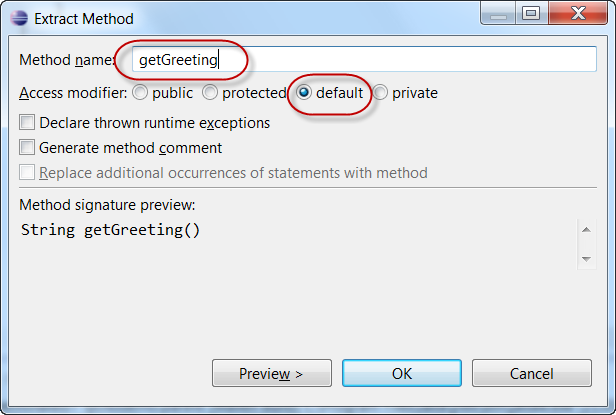 Extract Method
Method name: getGreeting
Access modifier: public protected default private
Declare thrown runtime exceptions
Generate method comment
Replace additional occurrences of statements with method
Method signature preview:
String getGreeting()
Preview > OK Cancel